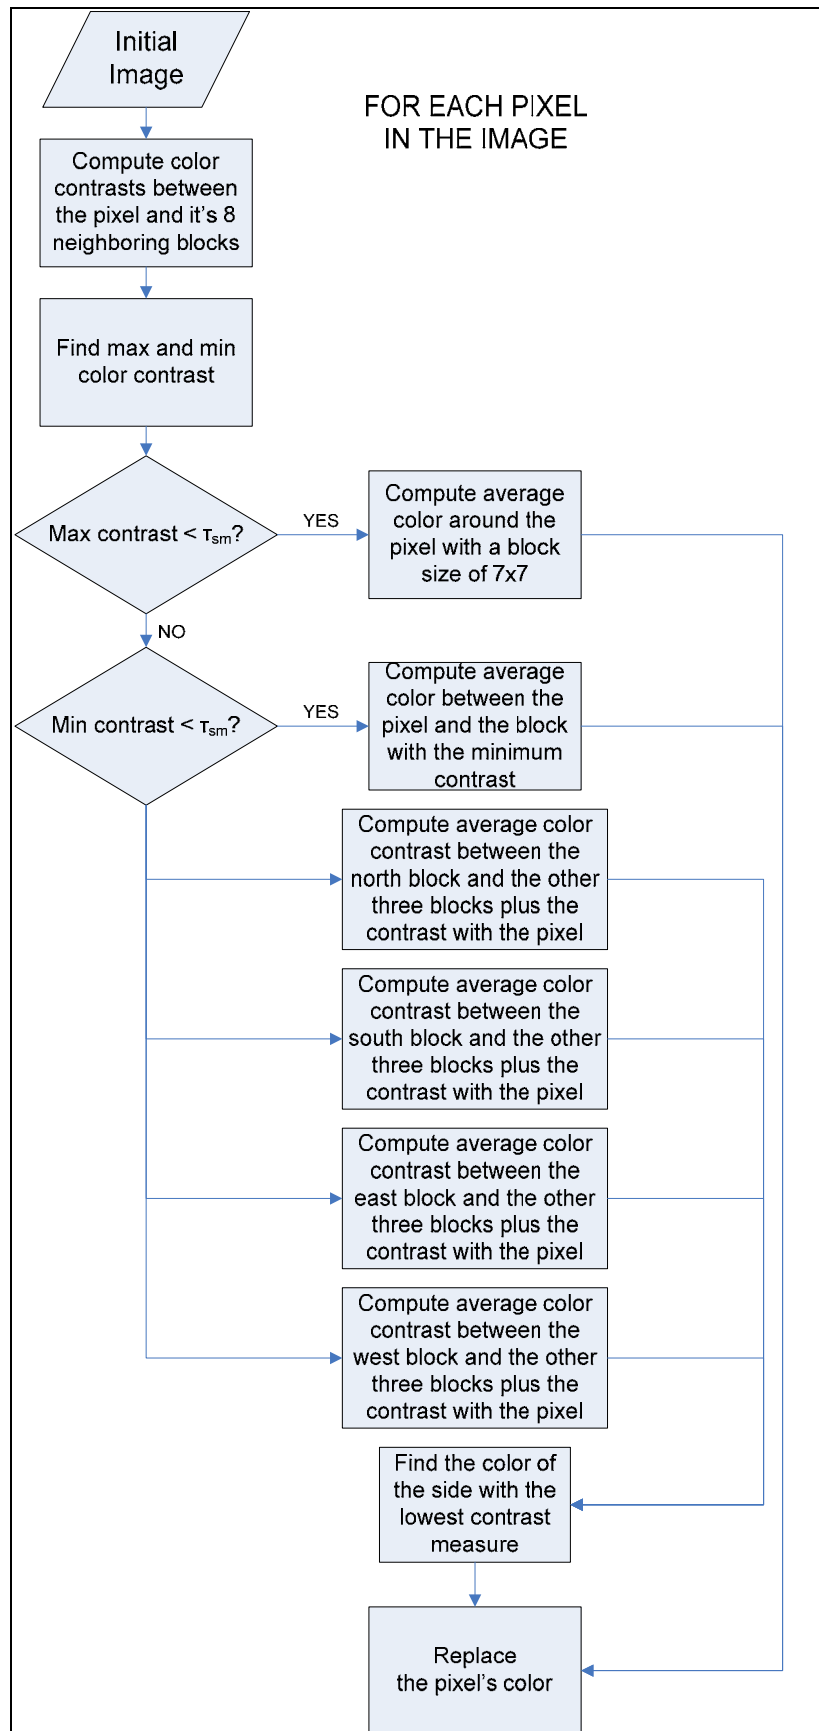 Initial
Image
FOR EACH PIXEL
IN THE IMAGE
Compute color
contrasts between
the pixel and it's 8
neighboring blocks
Find max and min
color contrast
Max contrast < τsm?
YES
Compute average
color around the
pixel with a block
size of 7x7
NO
Min contrast < τsm?
YES
Compute average
color between the
pixel and the block
with the minimum
contrast
Compute average color
contrast between the
north block and the other
three blocks plus the
contrast with the pixel
Compute average color
contrast between the
south block and the other
three blocks plus the
contrast with the pixel
Compute average color
contrast between the
east block and the other
three blocks plus the
contrast with the pixel
Compute average color
contrast between the
west block and the other
three blocks plus the
contrast with the pixel
Find the color of
the side with the
lowest contrast
measure
Replace
the pixel's color